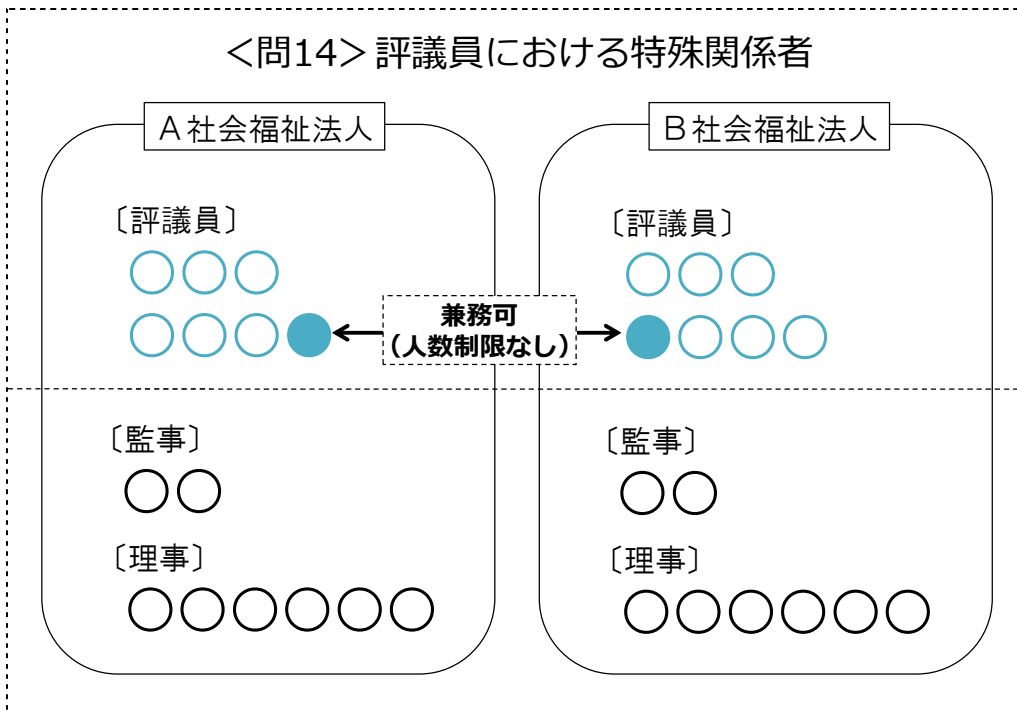 ＜問14＞評議員における特殊関係者
Ａ社会福祉法人
Ｂ社会福祉法人
〔評議員〕
〔評議員〕
兼務可
（人数制限なし）
〔監事〕
〔監事〕
〔理事〕
〔理事〕